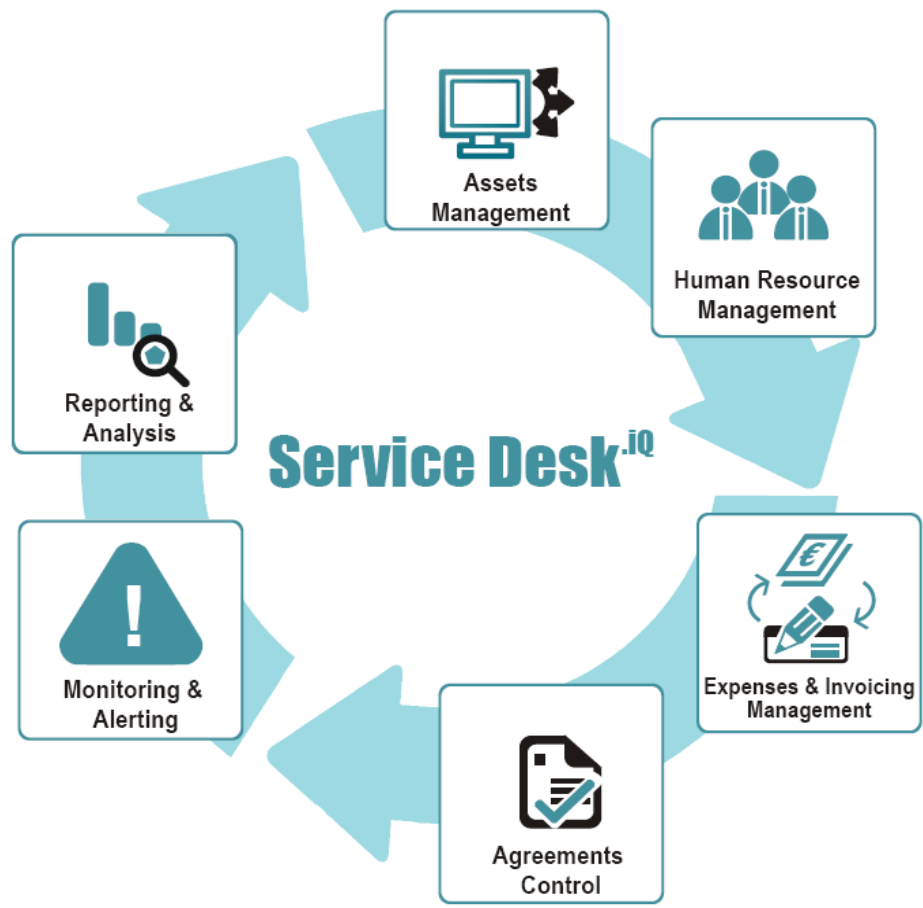 Assets
Management
Human Resource
Management
Reporting &
Analysis
Service Desk.iQ
€
Expenses & Invoicing
Management
!
Monitoring &
Alerting
Agreements
Control